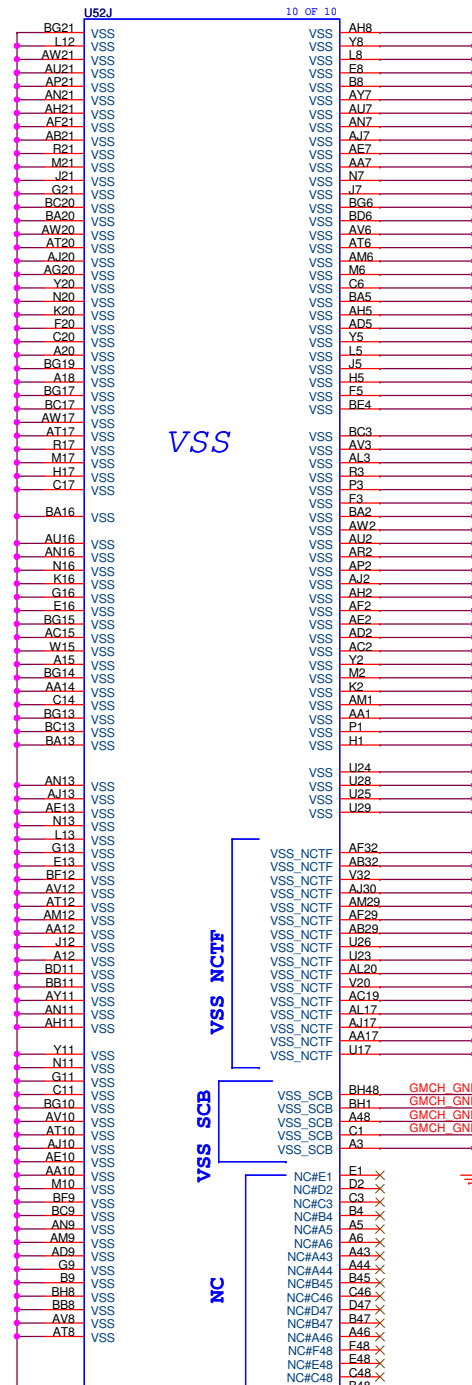 U52J
10 OF 10
BG21 VSS
L12 VSS
AW21 VSS
AU21 VSS
AP21 VSS
AN21 VSS
AH21 VSS
AF21 VSS
AB21 VSS
R21 VSS
M21 VSS
J21 VSS
G21 VSS
BC20 VSS
BA20 VSS
AW20 VSS
AT20 VSS
AJ20 VSS
AG20 VSS
Y20 VSS
N20 VSS
K20 VSS
F20 VSS
C20 VSS
A20 VSS
BG19 VSS
A18 VSS
BG17 VSS
BC17 VSS
AW17 VSS
AT17 VSS
R17 VSS
M17 VSS
H17 VSS
C17 VSS
BA16 VSS
AU16 VSS
AN16 VSS
N16 VSS
K16 VSS
G16 VSS
E16 VSS
BG15 VSS
AC15 VSS
W15 VSS
A15 VSS
BG14 VSS
AA14 VSS
C14 VSS
BG13 VSS
BC13 VSS
BA13 VSS
AN13 VSS
AJ13 VSS
AE13 VSS
N13 VSS
L13 VSS
G13 VSS
E13 VSS
BF12 VSS
AV12 VSS
AT12 VSS
AM12 VSS
AA12 VSS
J12 VSS
A12 VSS
BD11 VSS
BB11 VSS
AY11 VSS
AN11 VSS
AH11 VSS
Y11 VSS
N11 VSS
G11 VSS
C11 VSS
BG10 VSS
AV10 VSS
AT10 VSS
AJ10 VSS
AE10 VSS
AA10 VSS
M10 VSS
BF9 VSS
BC9 VSS
AN9 VSS
AM9 VSS
AD9 VSS
G9 VSS
B9 VSS
BH8 VSS
BB8 VSS
AV8 VSS
AT8 VSS
VSS
VSS NCTF
VSS SCB
NC
VSS AH8
VSS Y8
VSS L8
VSS E8
VSS B8
VSS AY7
VSS AU7
VSS AN7
VSS AJ7
VSS AE7
VSS AA7
VSS N7
VSS J7
VSS BG6
VSS BD6
VSS AV6
VSS AT6
VSS AM6
VSS M6
VSS C6
VSS BA5
VSS AH5
VSS AD5
VSS Y5
VSS L5
VSS J5
VSS H5
VSS F5
VSS BE4
VSS BC3
VSS AV3
VSS AL3
VSS R3
VSS P3
VSS F3
VSS BA2
VSS AW2
VSS AU2
VSS AR2
VSS AP2
VSS AJ2
VSS AH2
VSS AF2
VSS AE2
VSS AD2
VSS AC2
VSS Y2
VSS M2
VSS K2
VSS AM1
VSS AA1
VSS P1
VSS H1
VSS U24
VSS U28
VSS U25
VSS U29
VSS_NCTF AF32
VSS_NCTF AB32
VSS_NCTF V32
VSS_NCTF AJ30
VSS_NCTF AM29
VSS_NCTF AF29
VSS_NCTF AB29
VSS_NCTF U26
VSS_NCTF U23
VSS_NCTF AL20
VSS_NCTF V20
VSS_NCTF AC19
VSS_NCTF AL17
VSS_NCTF AJ17
VSS_NCTF AA17
VSS_NCTF U17
VSS_SCB BH48 GMCH_GN
VSS_SCB BH1 GMCH_GN
VSS_SCB A48 GMCH_GN
VSS_SCB C1 GMCH_GN
VSS_SCB A3
NC#E1 E1
NC#D2 D2
NC#C3 C3
NC#B4 B4
NC#A5 A5
NC#A6 A6
NC#A43 A43
NC#A44 A44
NC#B45 B45
NC#C46 C46
NC#D47 D47
NC#B47 B47
NC#A46 A46
NC#F48 F48
NC#E48 E48
NC#C48 C48